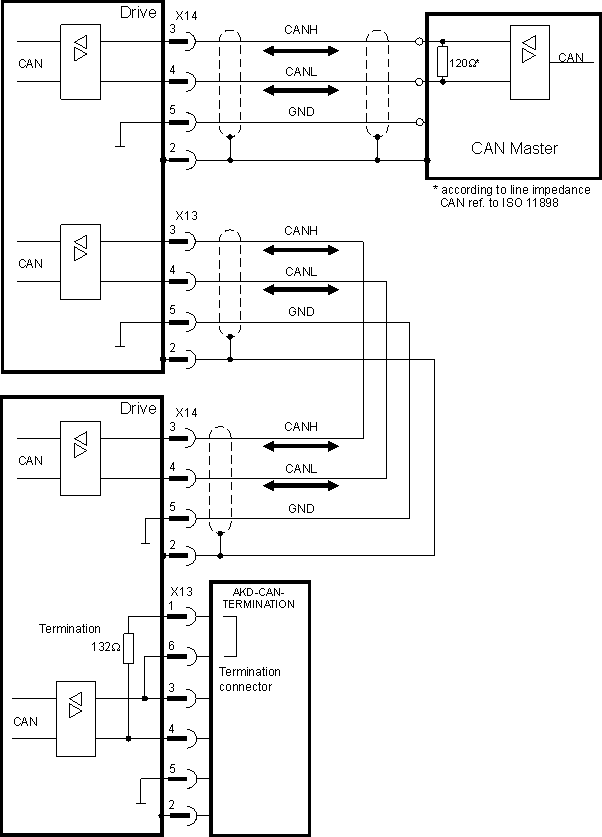 Drive
X14
3
CANH
CAN
4
CANL
120Ω*
CAN
5
GND
2
CAN Master
* according to line impedance
CAN ref. to ISO 11898
X13
3
CANH
CAN
4
CANL
5
GND
2
Drive
X14
3
CANH
CAN
4
CANL
5
GND
2
X13
AKD-CAN-
TERMINATION
1
Termination
132Ω
6
Termination
connector
3
CAN
4
5
2